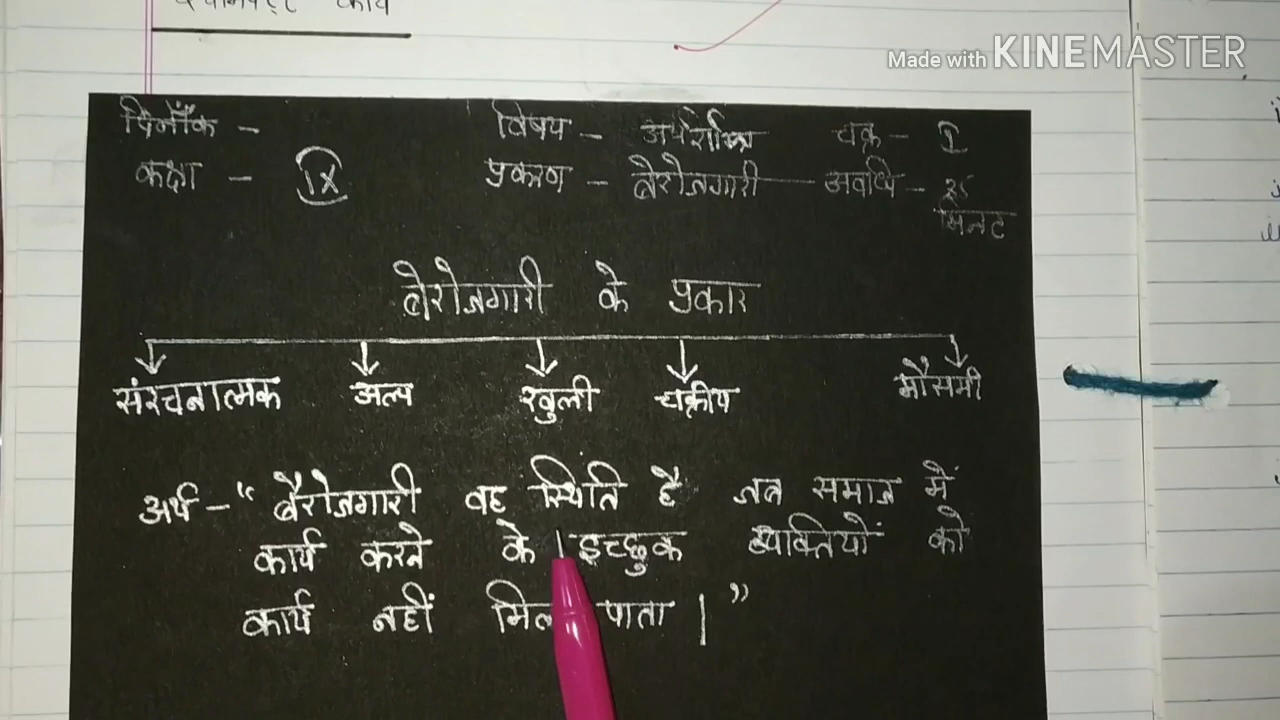 कार्य
Made with KINEMASTER
दिनाँक - विषय - अर्थशास्त्र चक्र - I
कक्षा - IX प्रकरण - बेरोजगारी अवधि - 35
मिनट
बेरोजगारी के प्रकार
संरचनात्मक अल्प खुली चक्रीय मौसमी
अर्थ - “ बेरोजगारी वह स्थिति है जब समाज में
कार्य करने के इच्छुक व्यक्तियों को
कार्य नहीं मिल पाता | ”